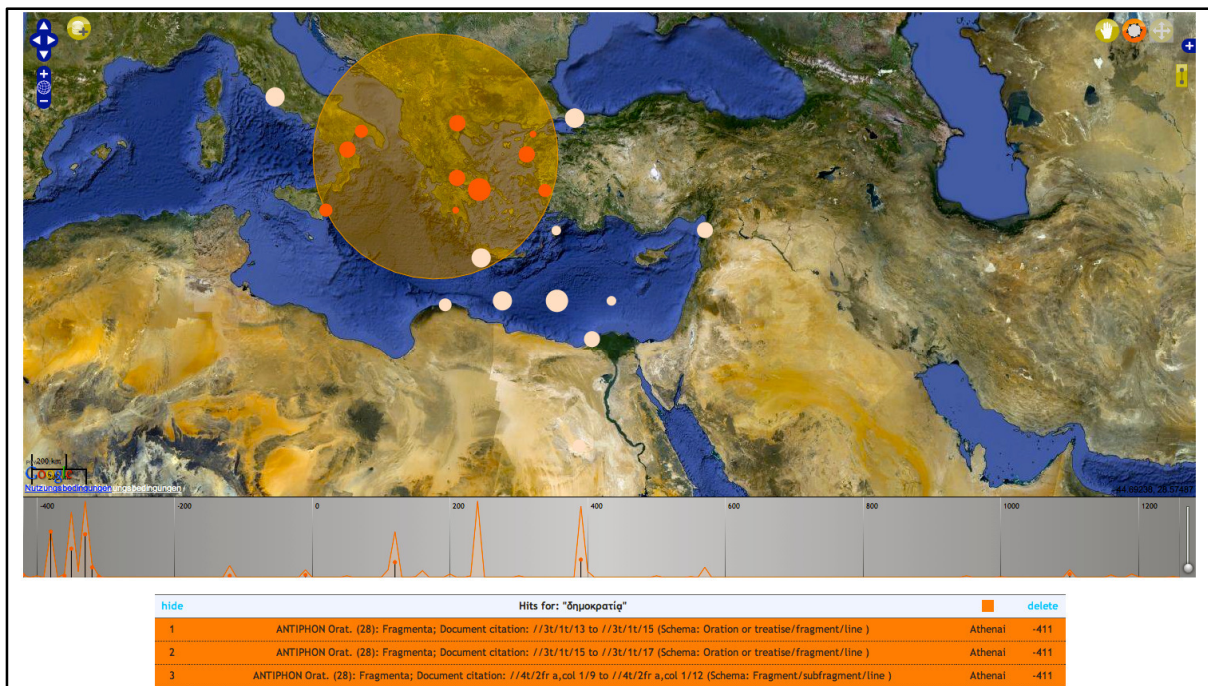 200 km
Google
Nutzungsbedingungen
-400 -200 0 200 400 600 800 1000 1200
hide Hits for: "δημοκρατίᾳ" delete
1 ANTIPHON Orat. (28): Fragmenta; Document citation: //3t/1t/13 to //3t/1t/15 (Schema: Oration or treatise/fragment/line ) Athenai -411
2 ANTIPHON Orat. (28): Fragmenta; Document citation: //3t/1t/15 to //3t/1t/17 (Schema: Oration or treatise/fragment/line ) Athenai -411
3 ANTIPHON Orat. (28): Fragmenta; Document citation: //4t/2fr a,col 1/9 to //4t/2fr a,col 1/12 (Schema: Fragment/subfragment/line ) Athenai -411